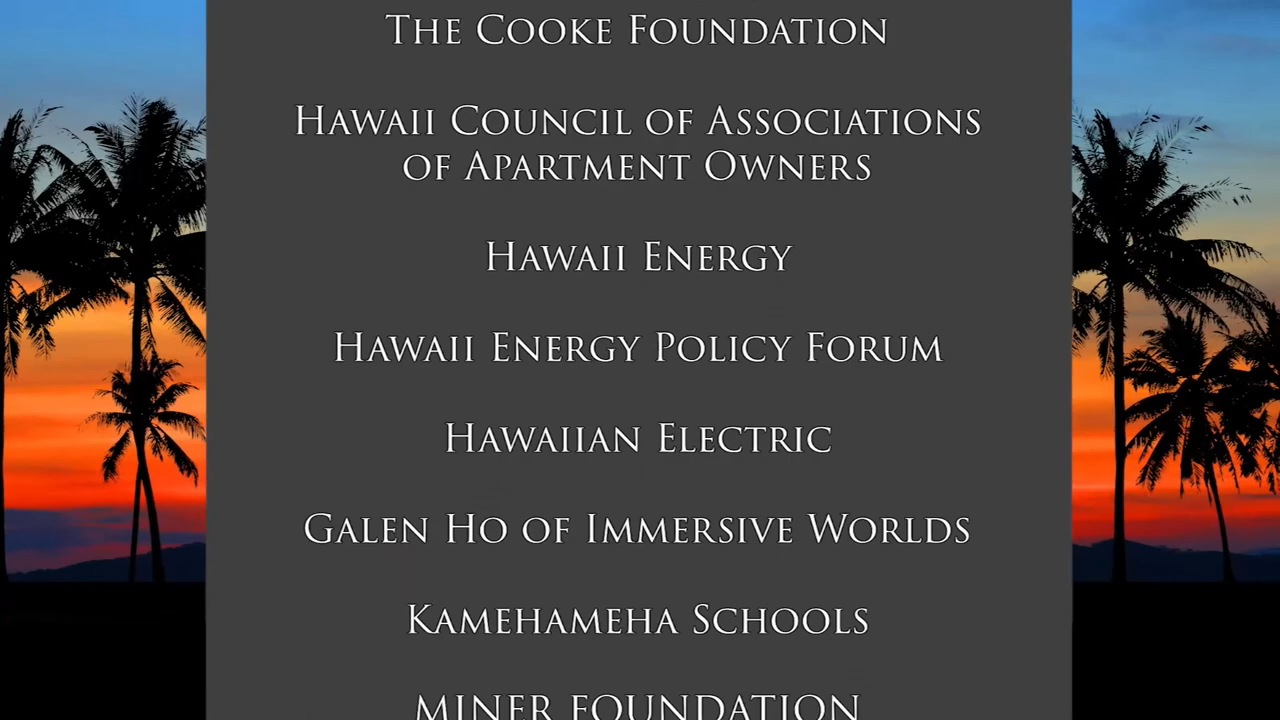 The Cooke Foundation
Hawaii Council of Associations
of Apartment Owners
Hawaii Energy
Hawaii Energy Policy Forum
Hawaiian Electric
Galen Ho of Immersive Worlds
Kamehameha Schools
MINER FOUNDATION